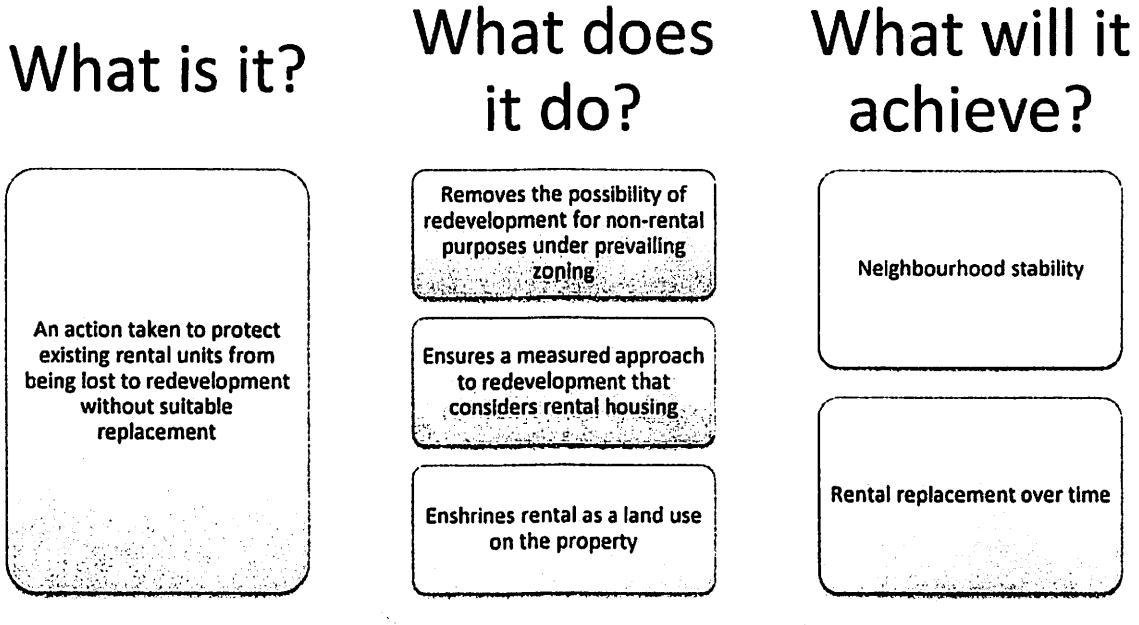 What is it?
An action taken to protect
existing rental units from
being lost to redevelopment
without suitable
replacement
What does
it do?
Removes the possibility of
redevelopment for non-rental
purposes under prevailing
zoning
Ensures a measured approach
to redevelopment that
considers rental housing
Enshrines rental as a land use
on the property
What will it
achieve?
Neighbourhood stability
Rental replacement over time